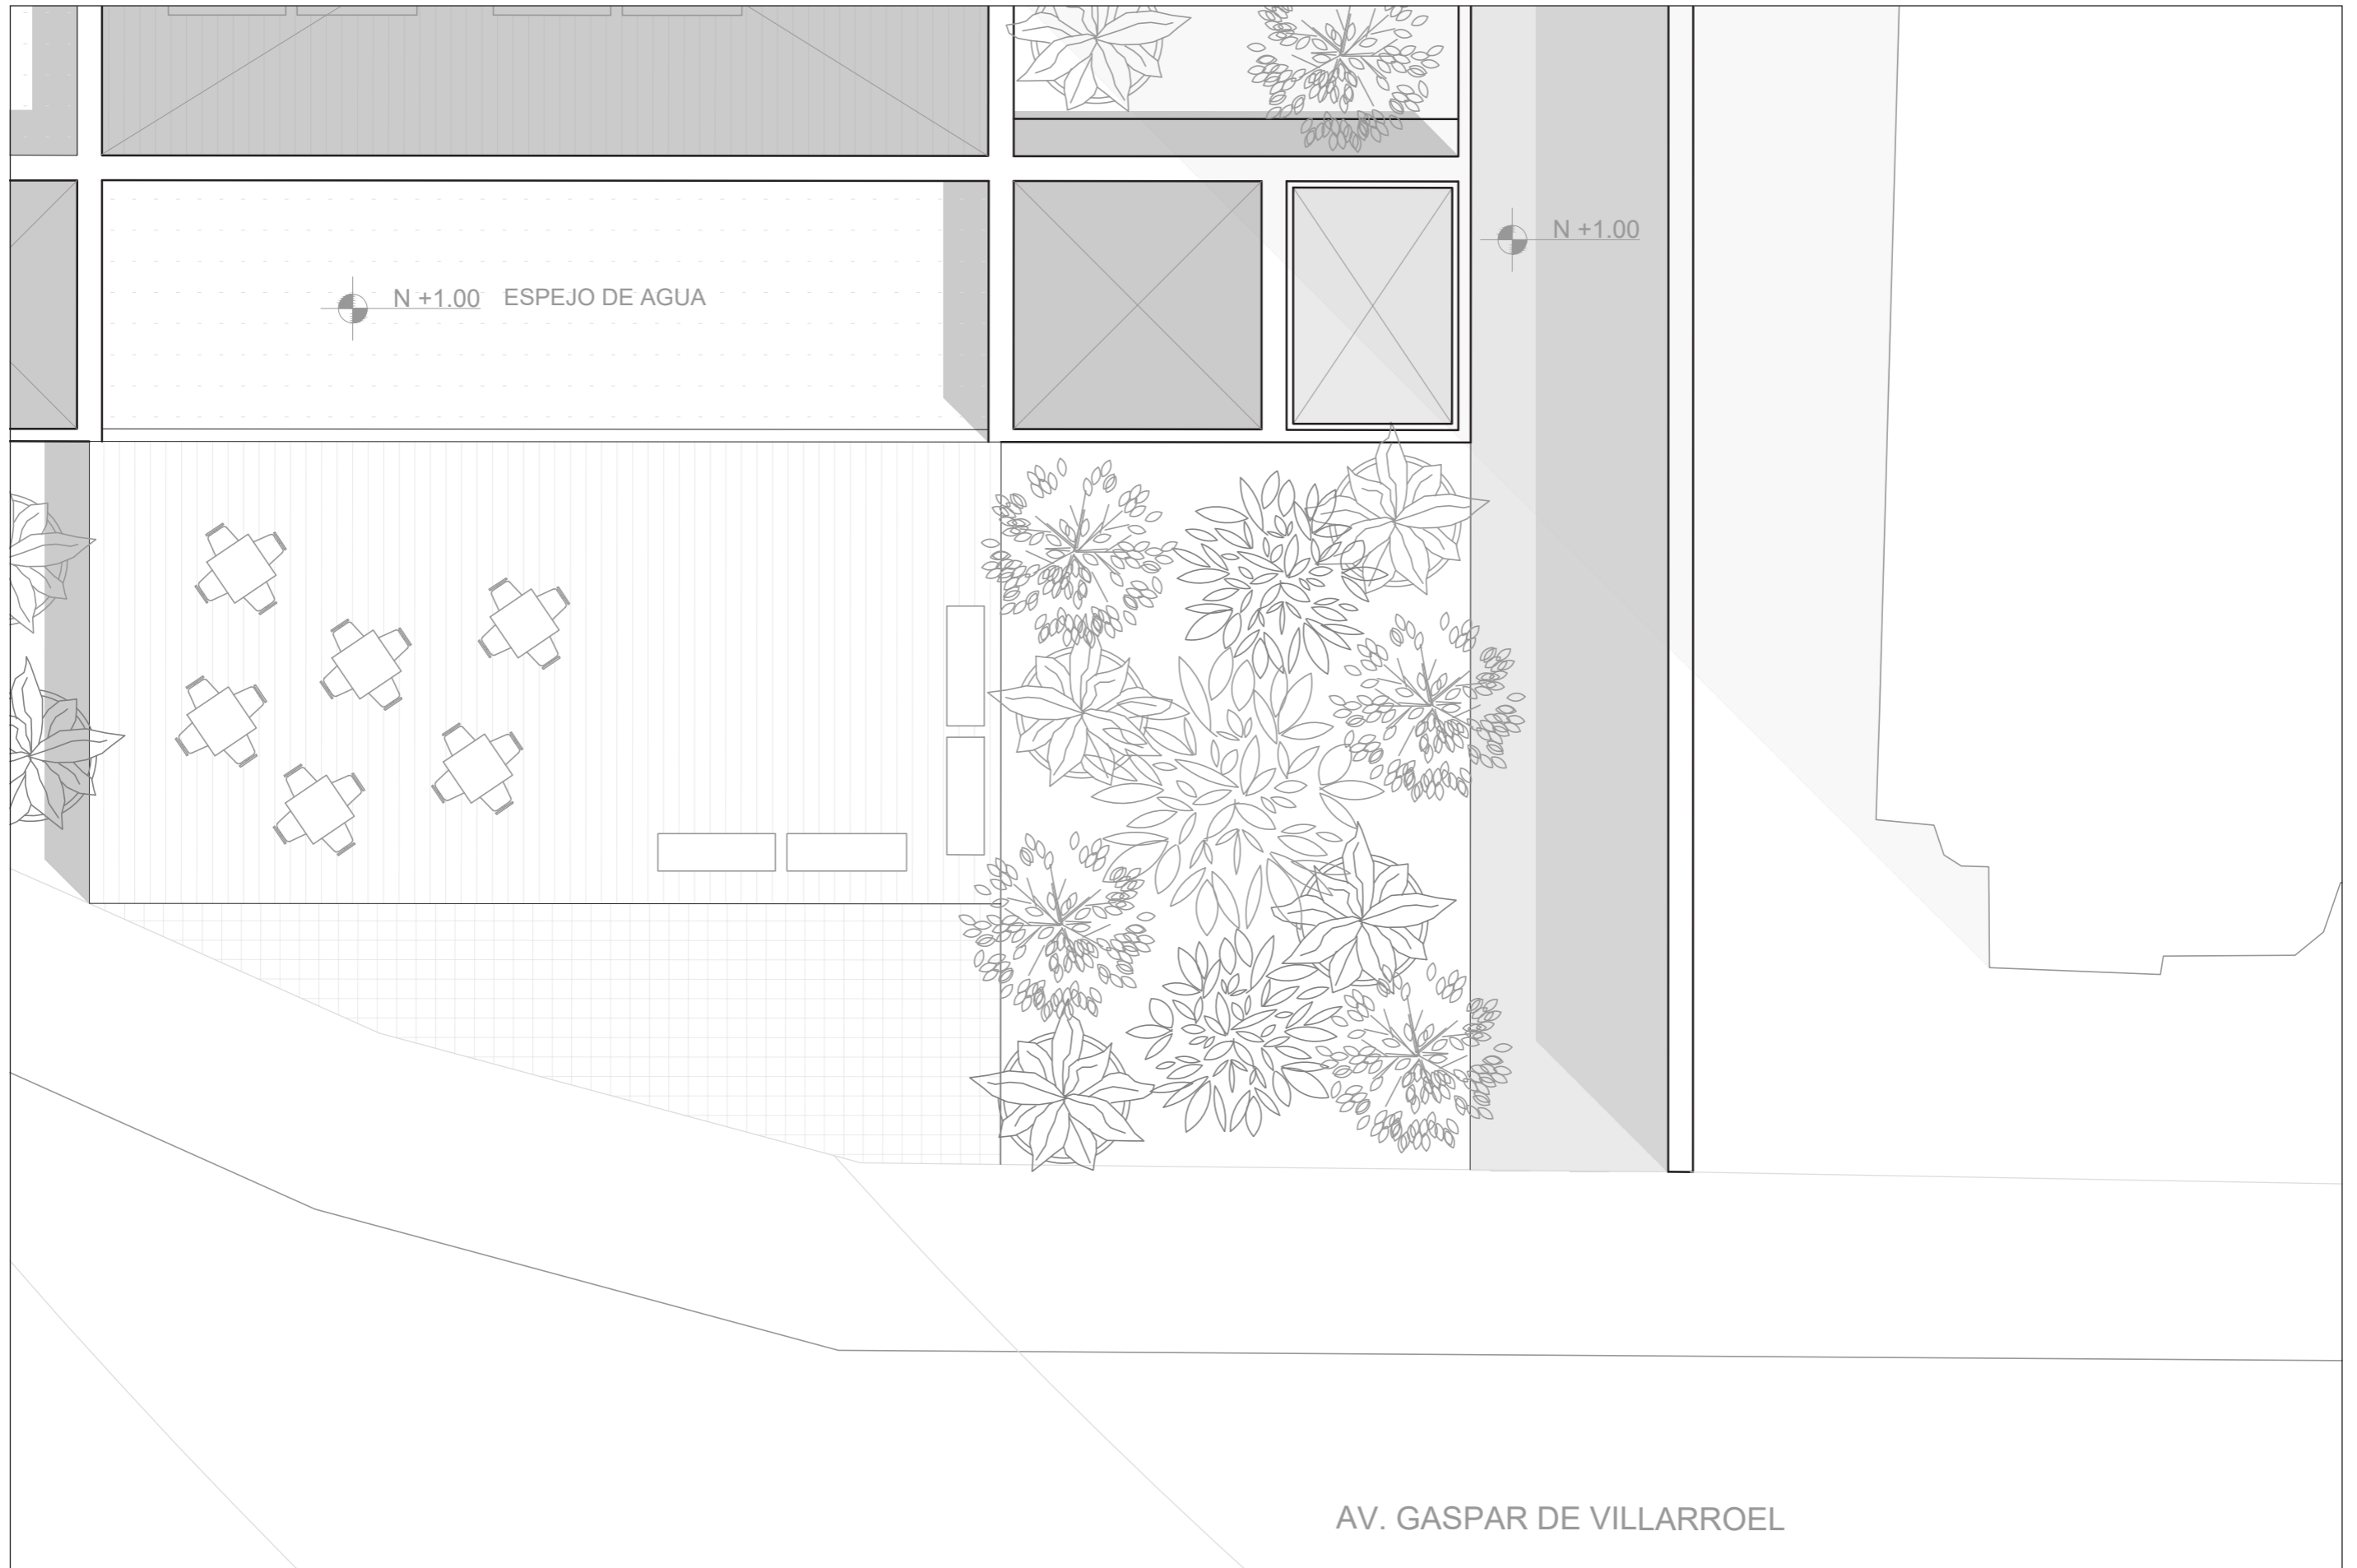 N +1.00
N +1.00 ESPEJO DE AGUA
AV. GASPAR DE VILLARROEL